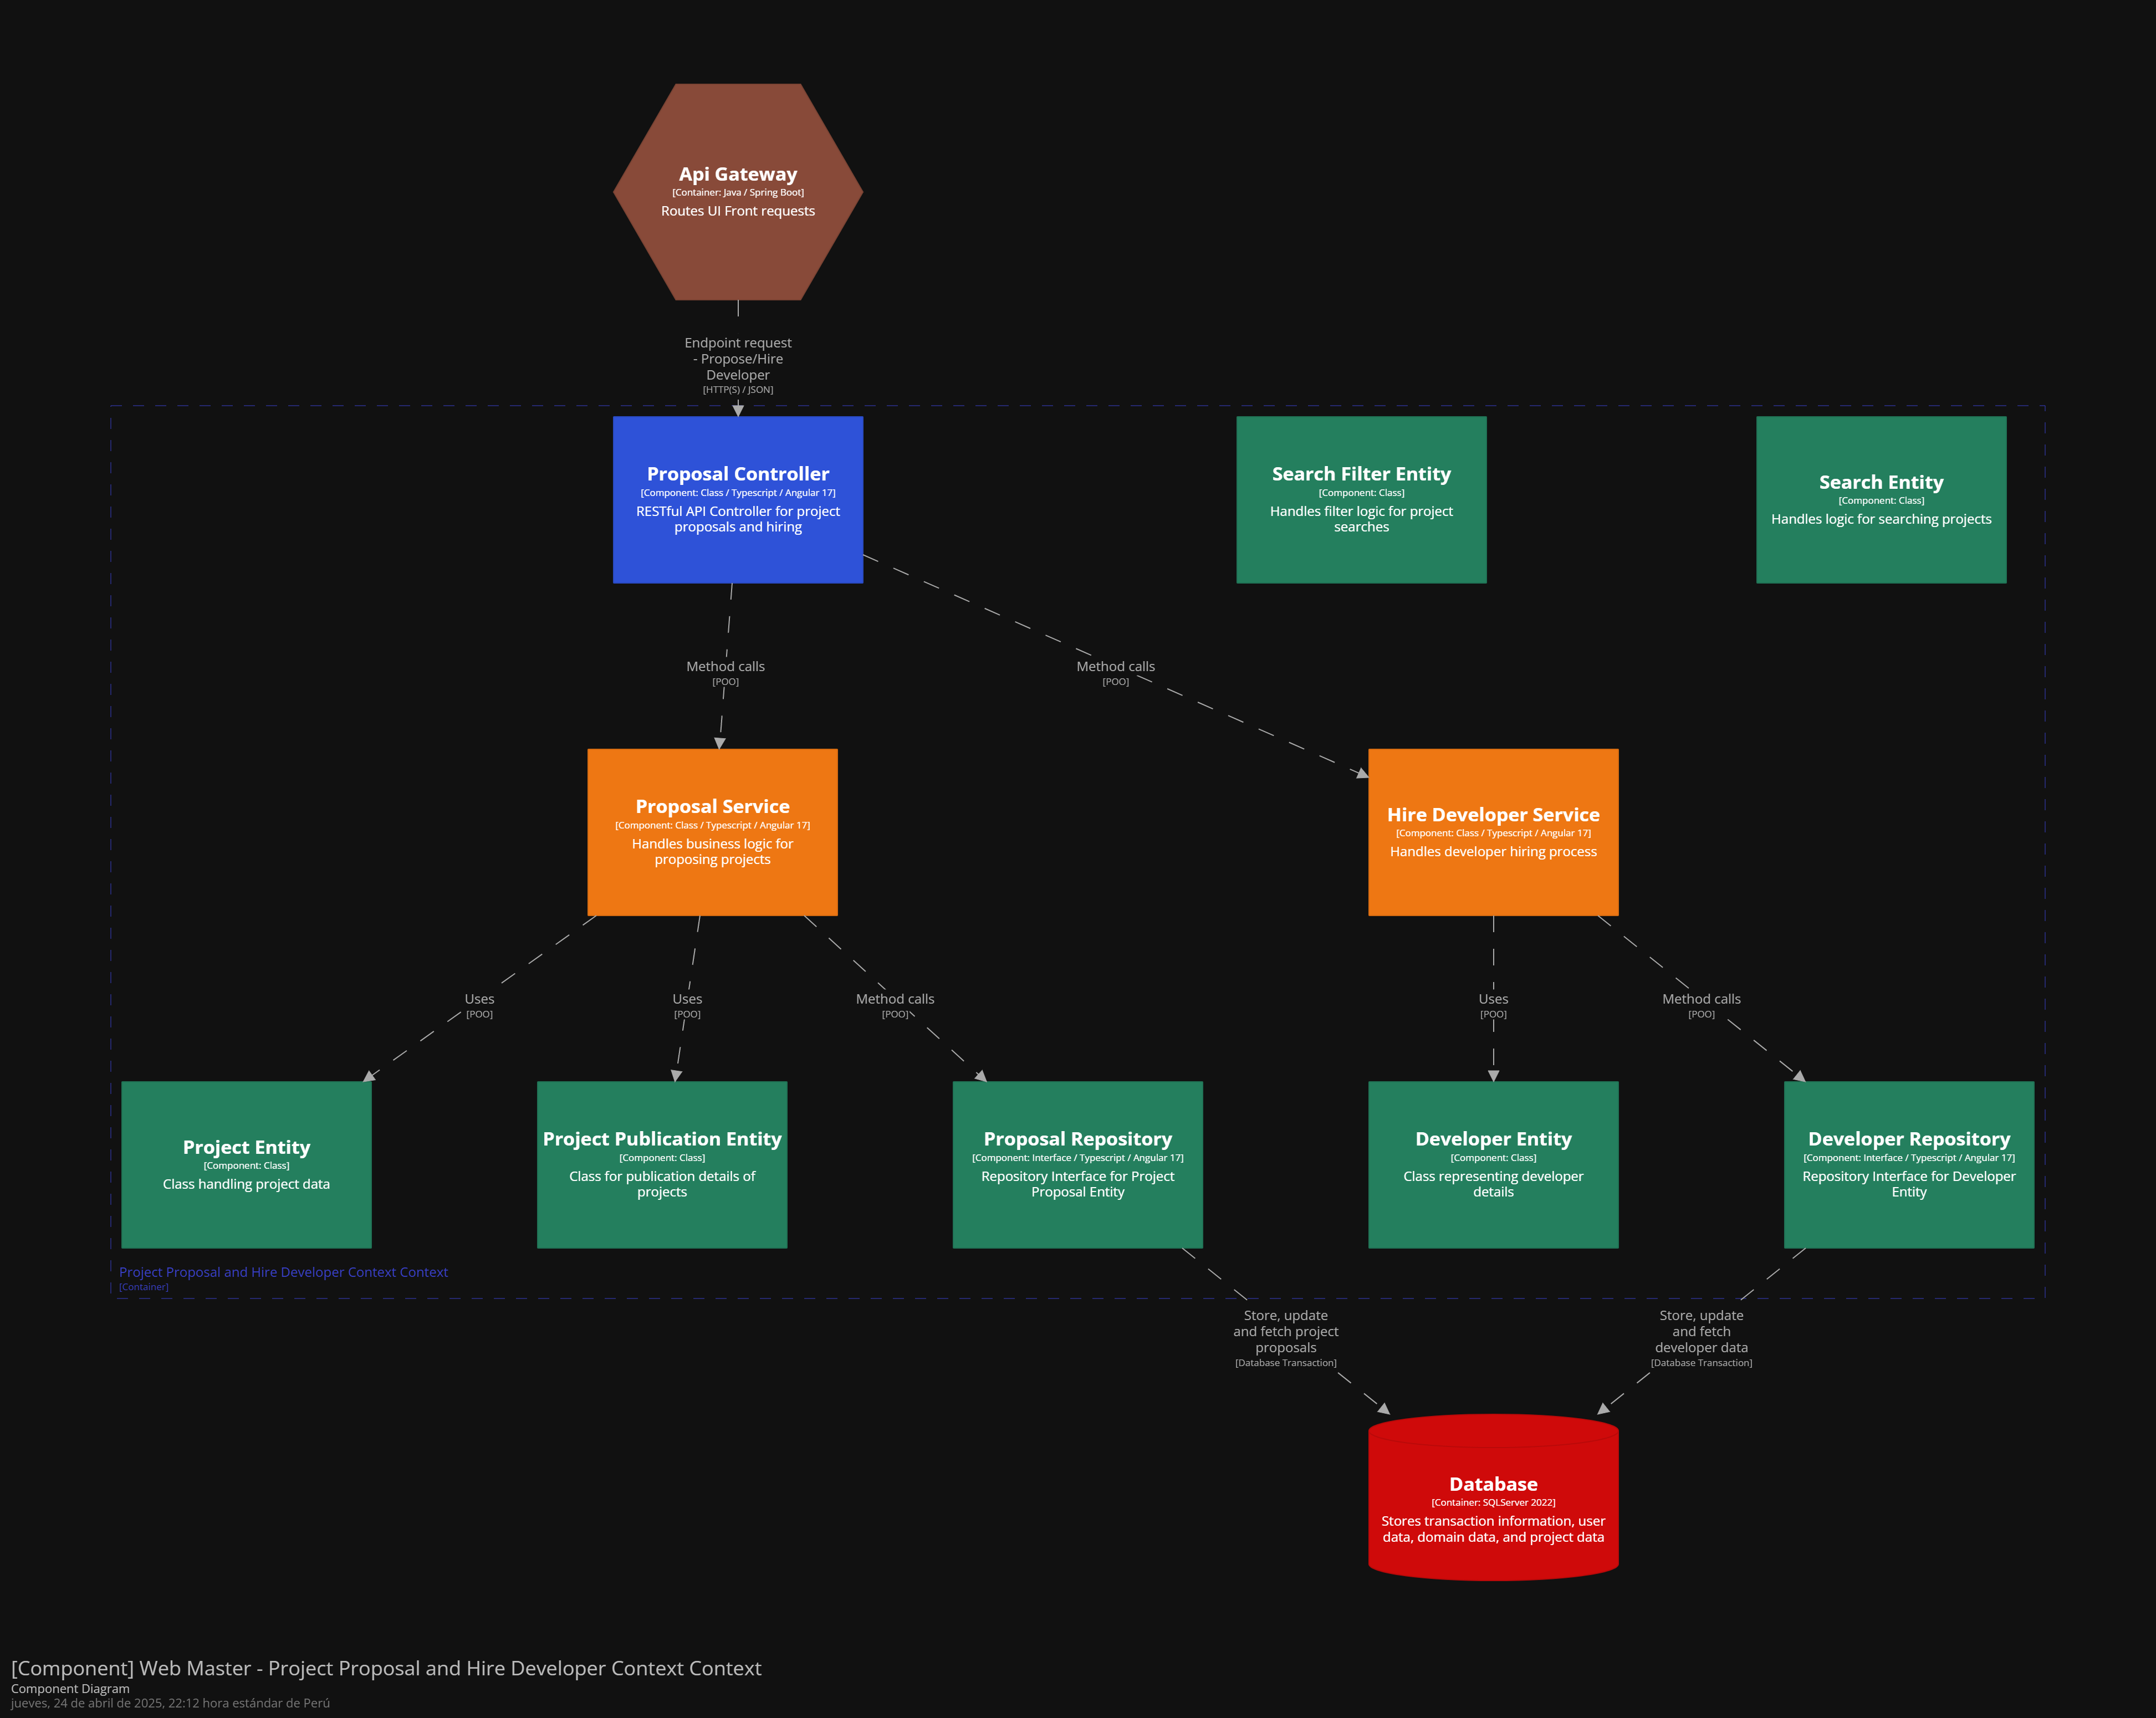 Api Gateway
[Container: Java / Spring Boot]
Routes UI Front requests
Endpoint request
- Propose/Hire
Developer
[HTTP(S) / JSON]
Proposal Controller
[Component: Class / Typescript / Angular 17]
RESTful API Controller for project
proposals and hiring
Search Filter Entity
[Component: Class]
Handles filter logic for project
searches
Search Entity
[Component: Class]
Handles logic for searching projects
Method calls
[POO]
Method calls
[POO]
Proposal Service
[Component: Class / Typescript / Angular 17]
Handles business logic for
proposing projects
Hire Developer Service
[Component: Class / Typescript / Angular 17]
Handles developer hiring process
Uses
[POO]
Uses
[POO]
Method calls
[POO]
Uses
[POO]
Method calls
[POO]
Project Entity
[Component: Class]
Class handling project data
Project Publication Entity
[Component: Class]
Class for publication details of
projects
Proposal Repository
[Component: Interface / Typescript / Angular 17]
Repository Interface for Project
Proposal Entity
Developer Entity
[Component: Class]
Class representing developer
details
Developer Repository
[Component: Interface / Typescript / Angular 17]
Repository Interface for Developer
Entity
Project Proposal and Hire Developer Context Context
[Container]
Store, update
and fetch project
proposals
[Database Transaction]
Store, update
and fetch
developer data
[Database Transaction]
Database
[Container: SQLServer 2022]
Stores transaction information, user
data, domain data, and project data
[Component] Web Master - Project Proposal and Hire Developer Context Context
Component Diagram
jueves, 24 de abril de 2025, 22:12 hora estándar de Perú